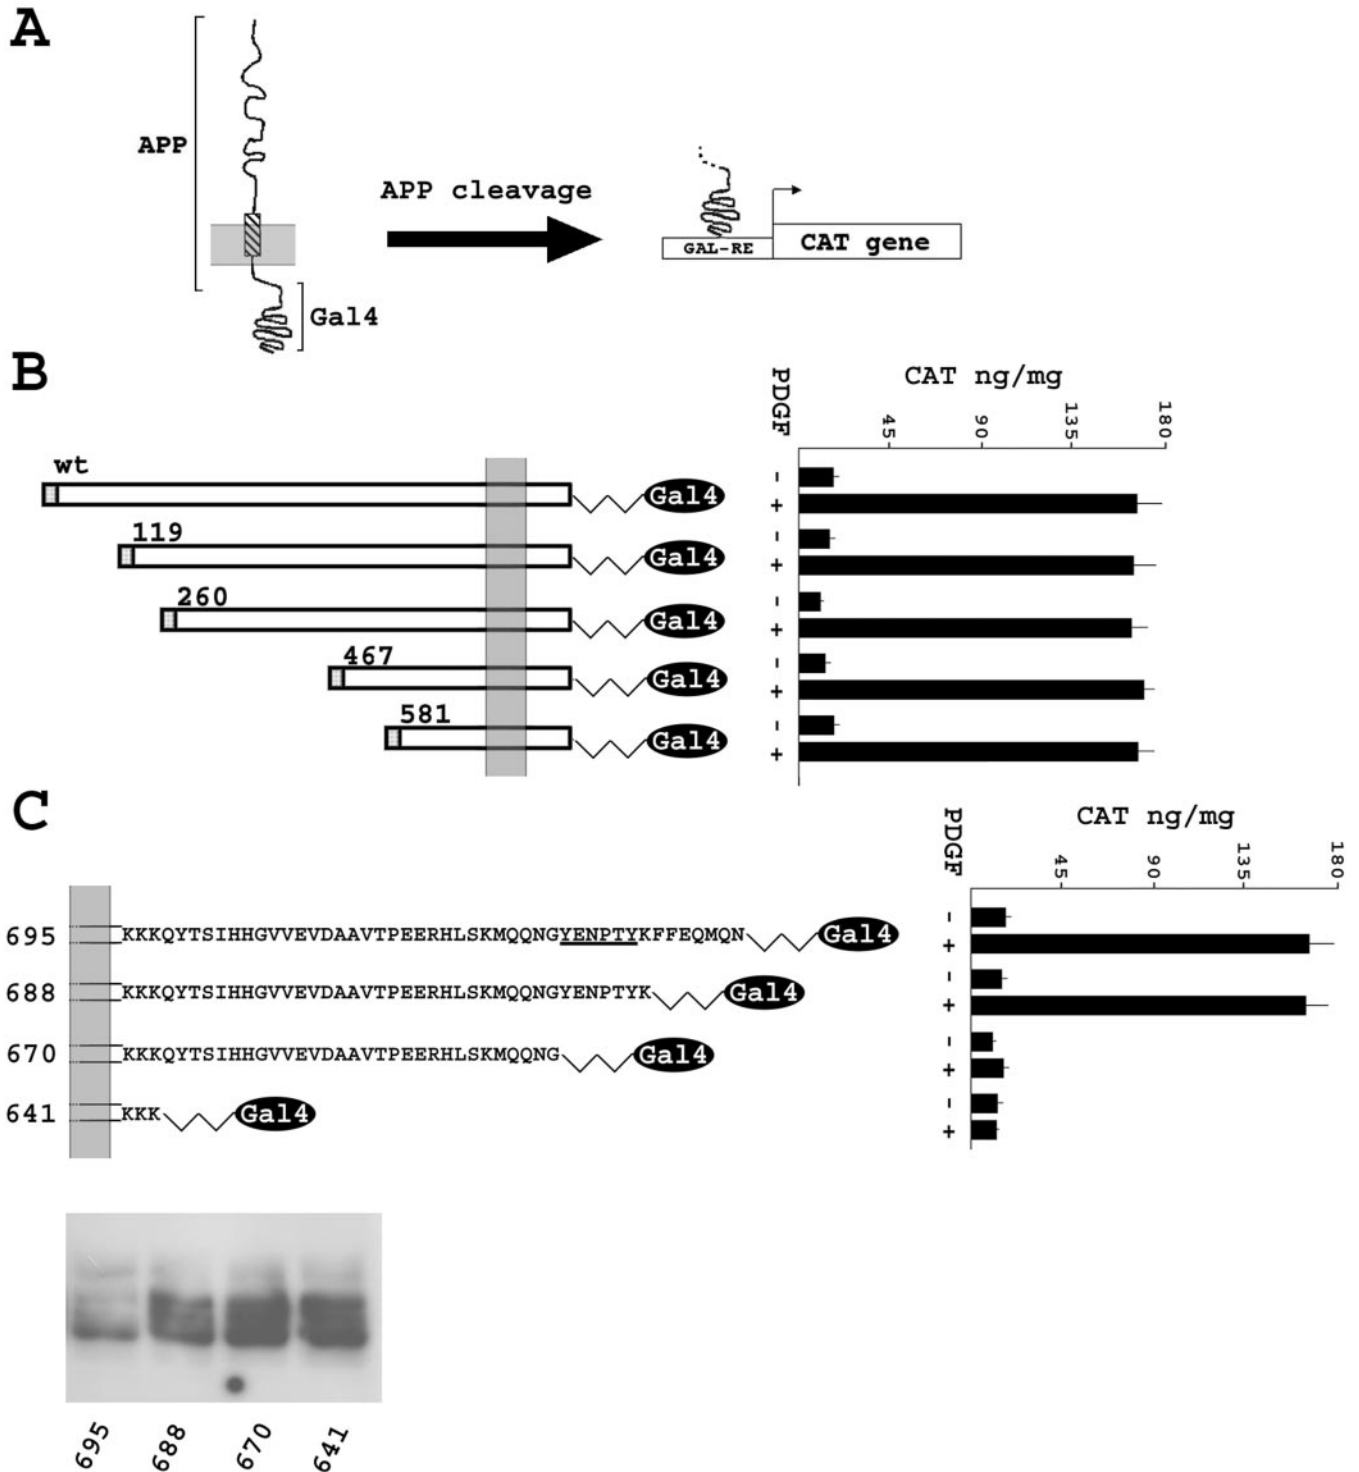 A
APP
APP cleavage
GAL-RE
CAT gene
Gal4
B
PDGF
CAT ng/mg
45
90
135
180
wt
Gal4
-
+
119
Gal4
-
+
260
Gal4
-
+
467
Gal4
-
+
581
Gal4
-
+
C
PDGF
CAT ng/mg
45
90
135
180
695
KKKQYTSIHHGVVEVDAAVTPEERHLSKMQQNGYENPTYKFFEQMQN
Gal4
-
+
688
KKKQYTSIHHGVVEVDAAVTPEERHLSKMQQNGYENPTYK
Gal4
-
+
670
KKKQYTSIHHGVVEVDAAVTPEERHLSKMQQNG
Gal4
-
+
641
KKK
Gal4
-
+
695
688
670
641